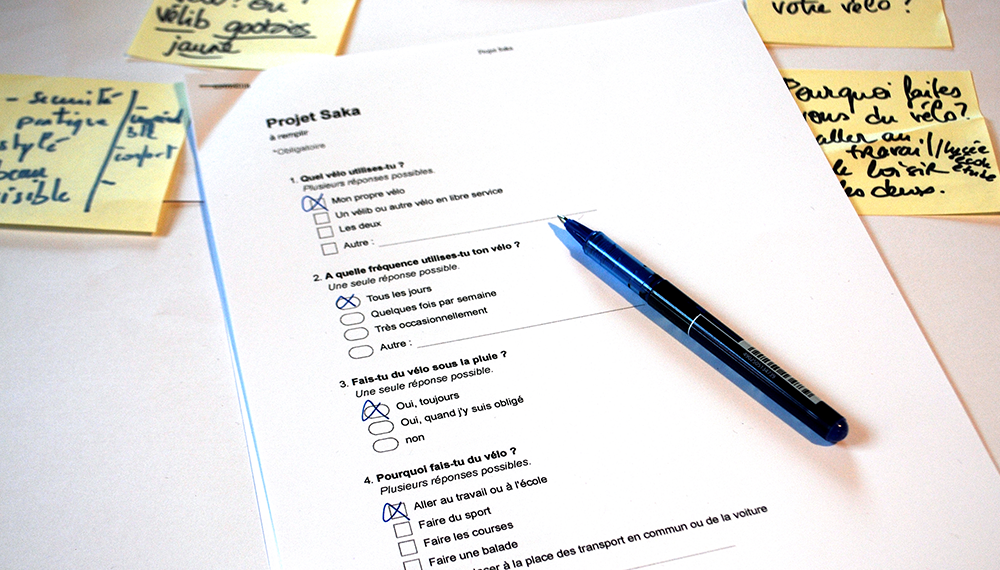 vélib gootzies
jaune
votre vélo ?
- sécurité
pratique
stylé
beau
isible
confort
-
Pourquoi faites
vous du vélo?
aller au
travail/lycée
école
étude
le loisir
les deux.
Projet Saka
Projet Saka
à remplir
*Obligatoire
1. Quel vélo utilises-tu ?
Plusieurs réponses possibles.
Mon propre vélo
Un vélib ou autre vélo en libre service
Les deux
Autre :
2. A quelle fréquence utilises-tu ton vélo ?
Une seule réponse possible.
Tous les jours
Quelques fois par semaine
Très occasionnellement
Autre :
3. Fais-tu du vélo sous la pluie ?
Une seule réponse possible.
Oui, toujours
Oui, quand j'y suis obligé
non
4. Pourquoi fais-tu du vélo ?
Plusieurs réponses possibles.
Aller au travail ou à l'école
Faire du sport
Faire les courses
Faire une balade
à la place des transport en commun ou de la voiture